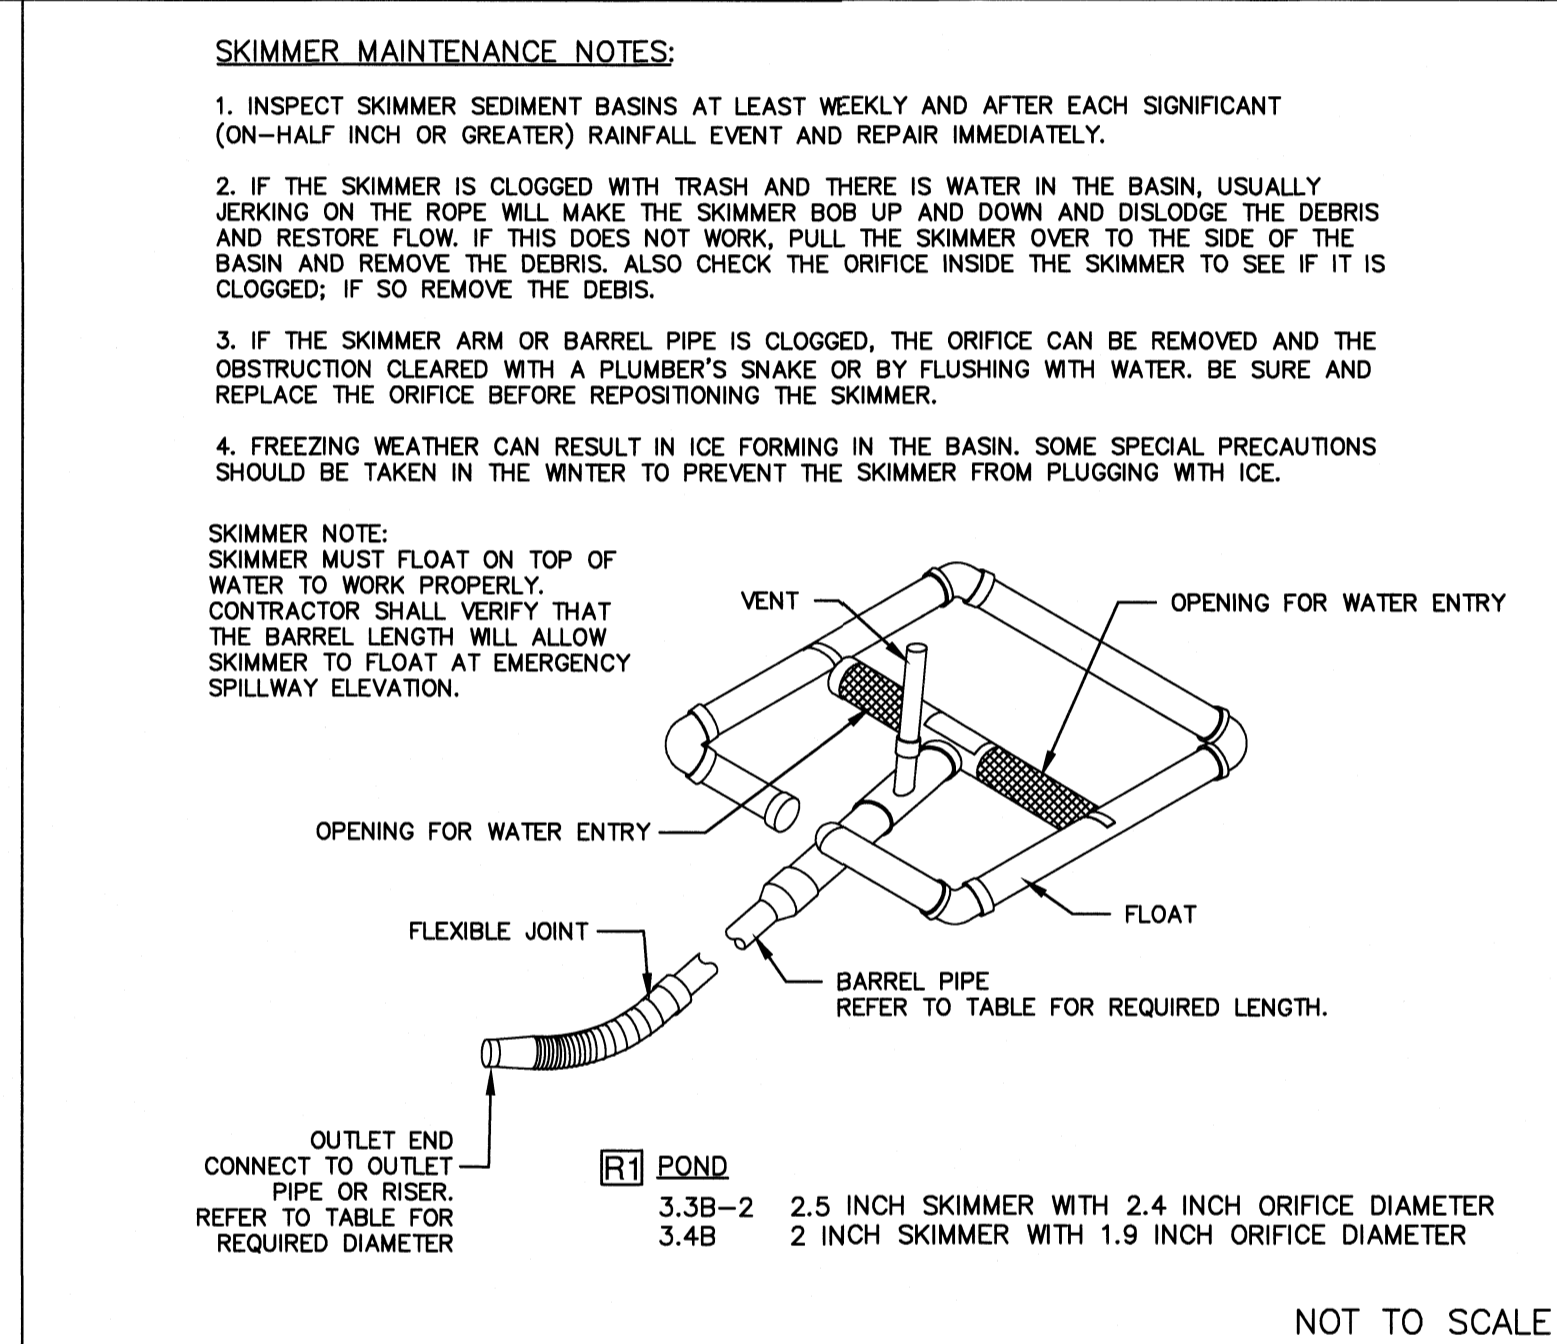 SKIMMER MAINTENANCE NOTES:
1. INSPECT SKIMMER SEDIMENT BASINS AT LEAST WEEKLY AND AFTER EACH SIGNIFICANT
(ON-HALF INCH OR GREATER) RAINFALL EVENT AND REPAIR IMMEDIATELY.
2. IF THE SKIMMER IS CLOGGED WITH TRASH AND THERE IS WATER IN THE BASIN, USUALLY
JERKING ON THE ROPE WILL MAKE THE SKIMMER BOB UP AND DOWN AND DISLODGE THE DEBRIS
AND RESTORE FLOW. IF THIS DOES NOT WORK, PULL THE SKIMMER OVER TO THE SIDE OF THE
BASIN AND REMOVE THE DEBRIS. ALSO CHECK THE ORIFICE INSIDE THE SKIMMER TO SEE IF IT IS
CLOGGED; IF SO REMOVE THE DEBIS.
3. IF THE SKIMMER ARM OR BARREL PIPE IS CLOGGED, THE ORIFICE CAN BE REMOVED AND THE
OBSTRUCTION CLEARED WITH A PLUMBER'S SNAKE OR BY FLUSHING WITH WATER. BE SURE AND
REPLACE THE ORIFICE BEFORE REPOSITIONING THE SKIMMER.
4. FREEZING WEATHER CAN RESULT IN ICE FORMING IN THE BASIN. SOME SPECIAL PRECAUTIONS
SHOULD BE TAKEN IN THE WINTER TO PREVENT THE SKIMMER FROM PLUGGING WITH ICE.
SKIMMER NOTE:
SKIMMER MUST FLOAT ON TOP OF
WATER TO WORK PROPERLY.
CONTRACTOR SHALL VERIFY THAT
THE BARREL LENGTH WILL ALLOW
SKIMMER TO FLOAT AT EMERGENCY
SPILLWAY ELEVATION.
VENT
OPENING FOR WATER ENTRY
OPENING FOR WATER ENTRY
FLOAT
FLEXIBLE JOINT
BARREL PIPE
REFER TO TABLE FOR REQUIRED LENGTH.
OUTLET END
CONNECT TO OUTLET
PIPE OR RISER.
REFER TO TABLE FOR
REQUIRED DIAMETER
R1 POND
3.3B-2 2.5 INCH SKIMMER WITH 2.4 INCH ORIFICE DIAMETER
3.4B 2 INCH SKIMMER WITH 1.9 INCH ORIFICE DIAMETER
NOT TO SCALE